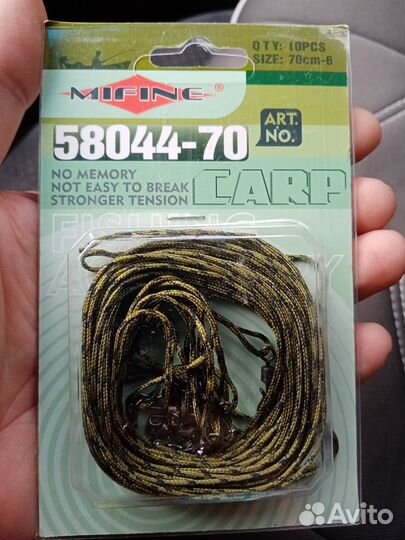 QTY: 10PCS
SIZE: 70cm-6
MIFINE®
58044-70
ART. NO.
NO MEMORY
NOT EASY TO BREAK
STRONGER TENSION
CARP
FISHING
Avito